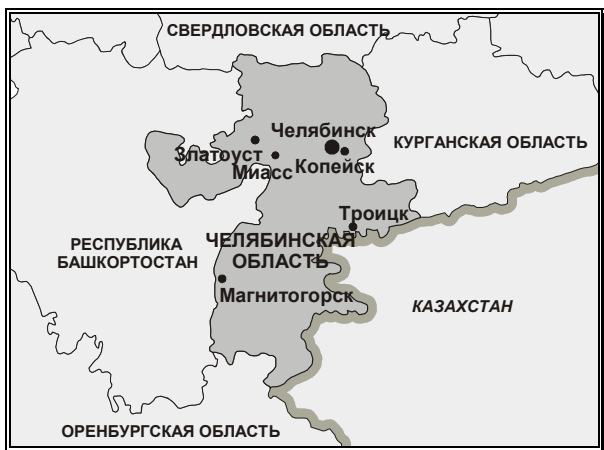 СВЕРДЛОВСКАЯ ОБЛАСТЬ
Челябинск
КУРГАНСКАЯ ОБЛАСТЬ
Златоуст
Миасс
Копейск
Троицк
РЕСПУБЛИКА
БАШКОРТОСТАН
ЧЕЛЯБИНСКАЯ
ОБЛАСТЬ
Магнитогорск
КАЗАХСТАН
ОРЕНБУРГСКАЯ ОБЛАСТЬ